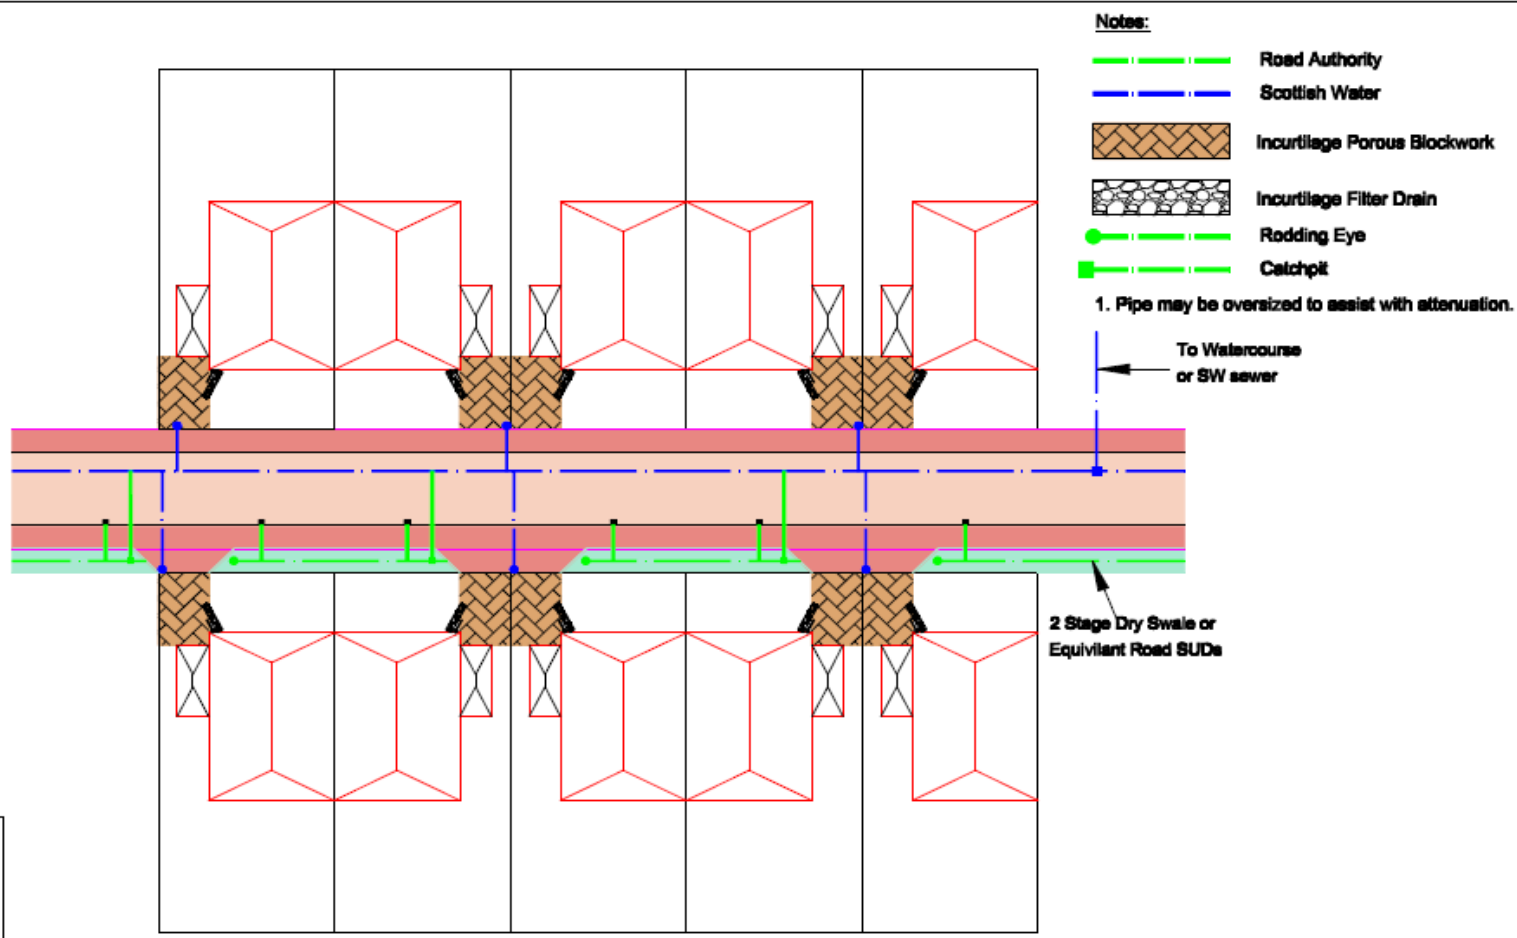 Notes:
Road Authority
Scottish Water
Incurtilage Porous Blockwork
Incurtilage Filter Drain
Rodding Eye
Catchpit
1. Pipe may be oversized to assist with attenuation.
To Watercourse
or SW sewer
2 Stage Dry Swale or
Equivilant Road SUDs